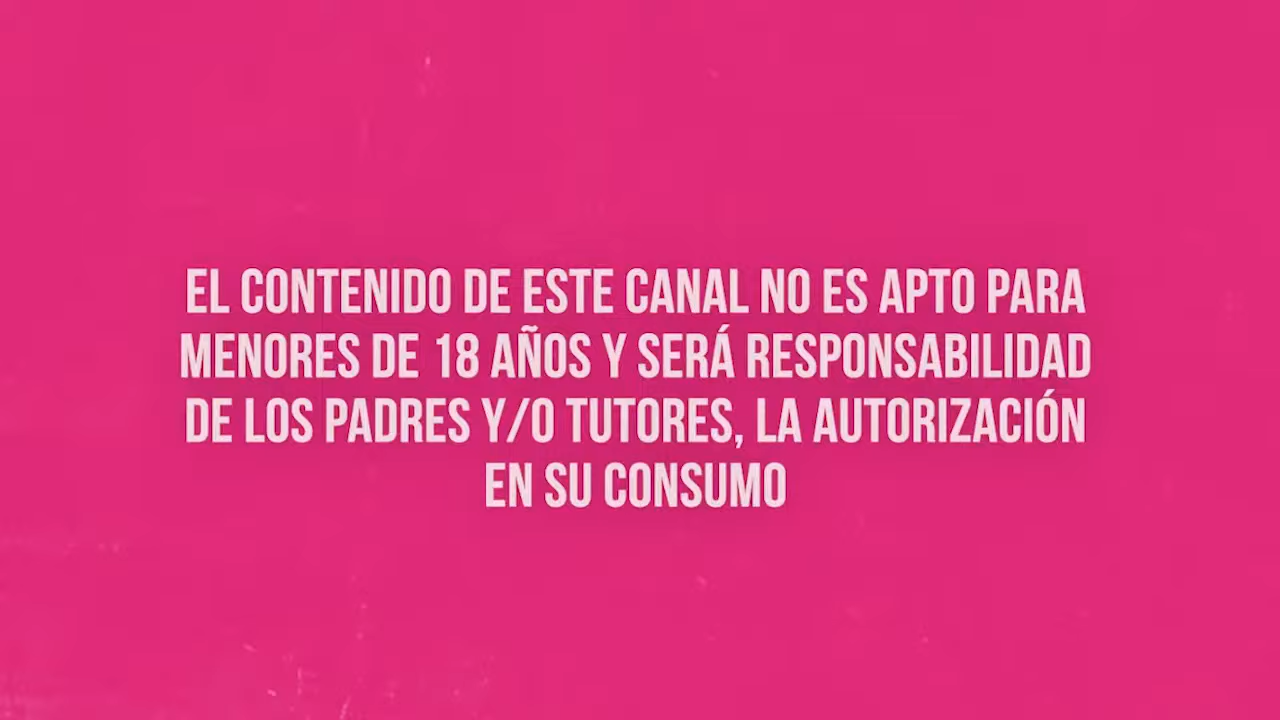 EL CONTENIDO DE ESTE CANAL NO ES APTO PARA
MENORES DE 18 AÑOS Y SERÁ RESPONSABILIDAD
DE LOS PADRES Y/O TUTORES, LA AUTORIZACIÓN
EN SU CONSUMO